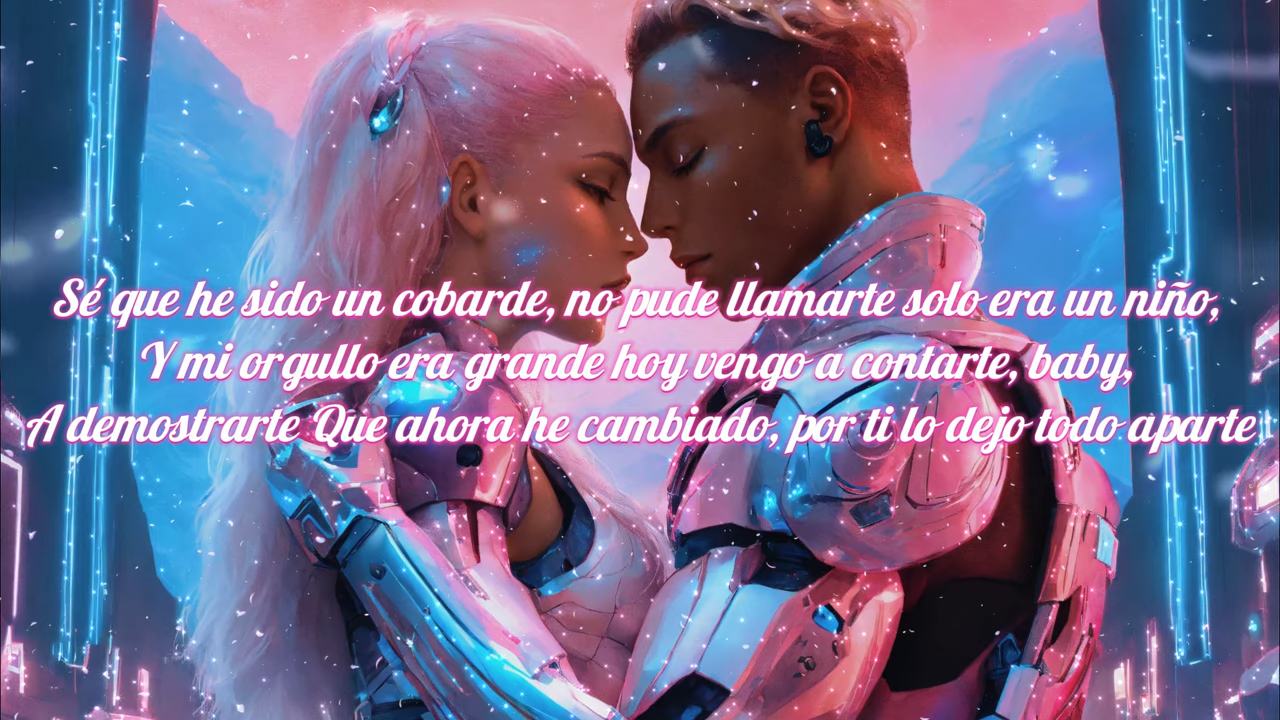 Sé que he sido un cobarde, no pude llamarte solo era un niño,
Y mi orgullo era grande hoy vengo a contarte, baby,
A demostrarte Que ahora he cambiado, por ti lo dejo todo aparte